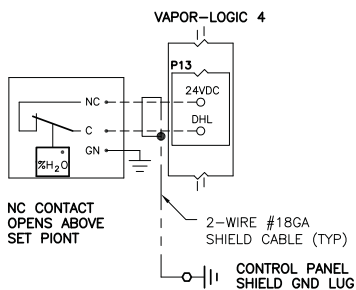 VAPOR-LOGIC 4
P13
24VDC
DHL
NC
C
GN
%H2O
NC CONTACT
OPENS ABOVE
SET PIONT
2-WIRE #18GA
SHIELD CABLE (TYP)
CONTROL PANEL
SHIELD GND LUG